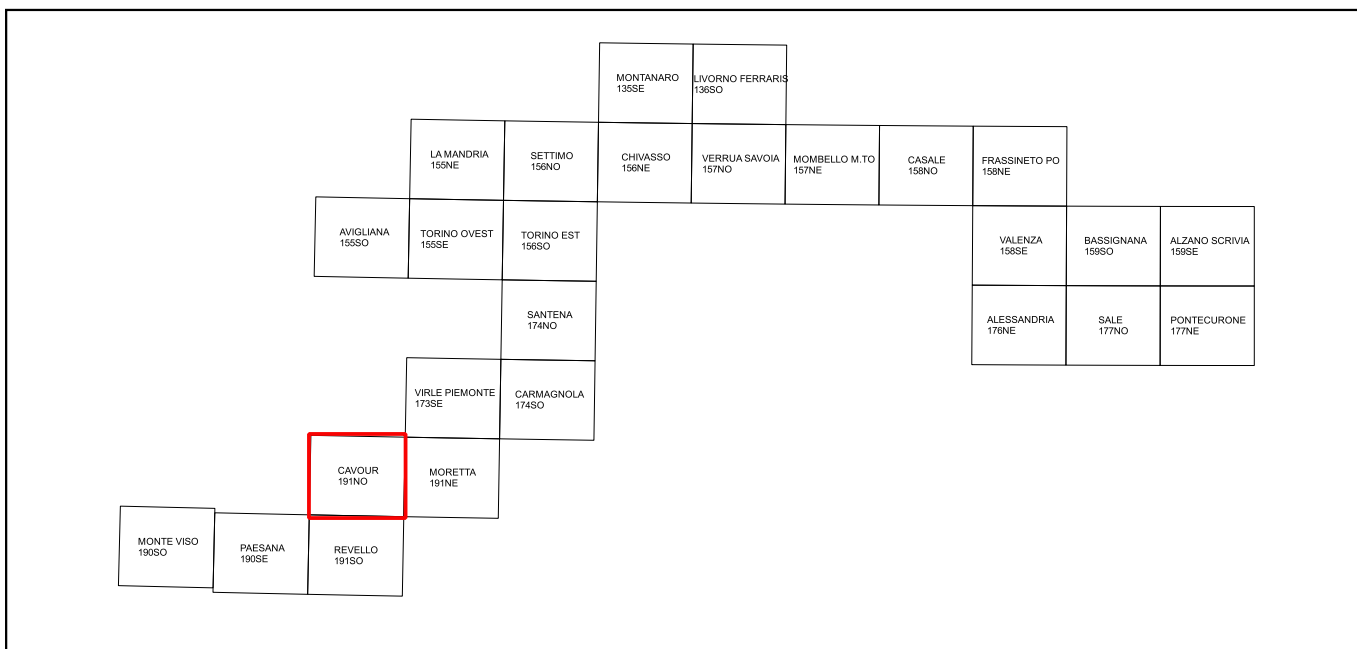 MONTANARO
135SE
LIVORNO FERRARIS
136SO
LA MANDRIA
155NE
SETTIMO
156NO
CHIVASSO
156NE
VERRUA SAVOIA
157NO
MOMBELLO M.TO
157NE
CASALE
158NO
FRASSINETO PO
158NE
AVIGLIANA
155SO
TORINO OVEST
155SE
TORINO EST
156SO
VALENZA
158SE
BASSIGNANA
159SO
ALZANO SCRIVIA
159SE
SANTENA
174NO
ALESSANDRIA
176NE
SALE
177NO
PONTECURONE
177NE
VIRLE PIEMONTE
173SE
CARMAGNOLA
174SO
CAVOUR
191NO
MORETTA
191NE
MONTE VISO
190SO
PAESANA
190SE
REVELLO
191SO